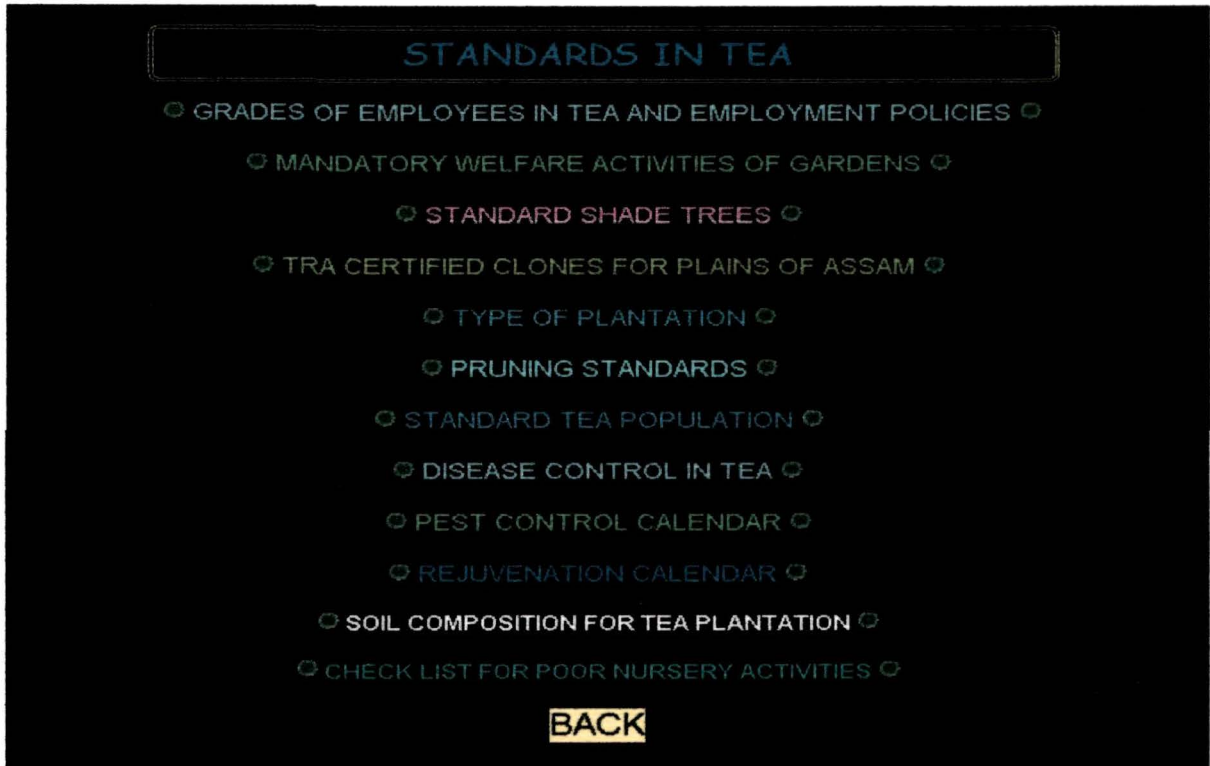 STANDARDS IN TEA
GRADES OF EMPLOYEES IN TEA AND EMPLOYMENT POLICIES
MANDATORY WELFARE ACTIVITIES OF GARDENS
STANDARD SHADE TREES
TRA CERTIFIED CLONES FOR PLAINS OF ASSAM
TYPE OF PLANTATION
PRUNING STANDARDS
STANDARD TEA POPULATION
DISEASE CONTROL IN TEA
PEST CONTROL CALENDAR
REJUVENATION CALENDAR
SOIL COMPOSITION FOR TEA PLANTATION
CHECK LIST FOR POOR NURSERY ACTIVITIES
BACK